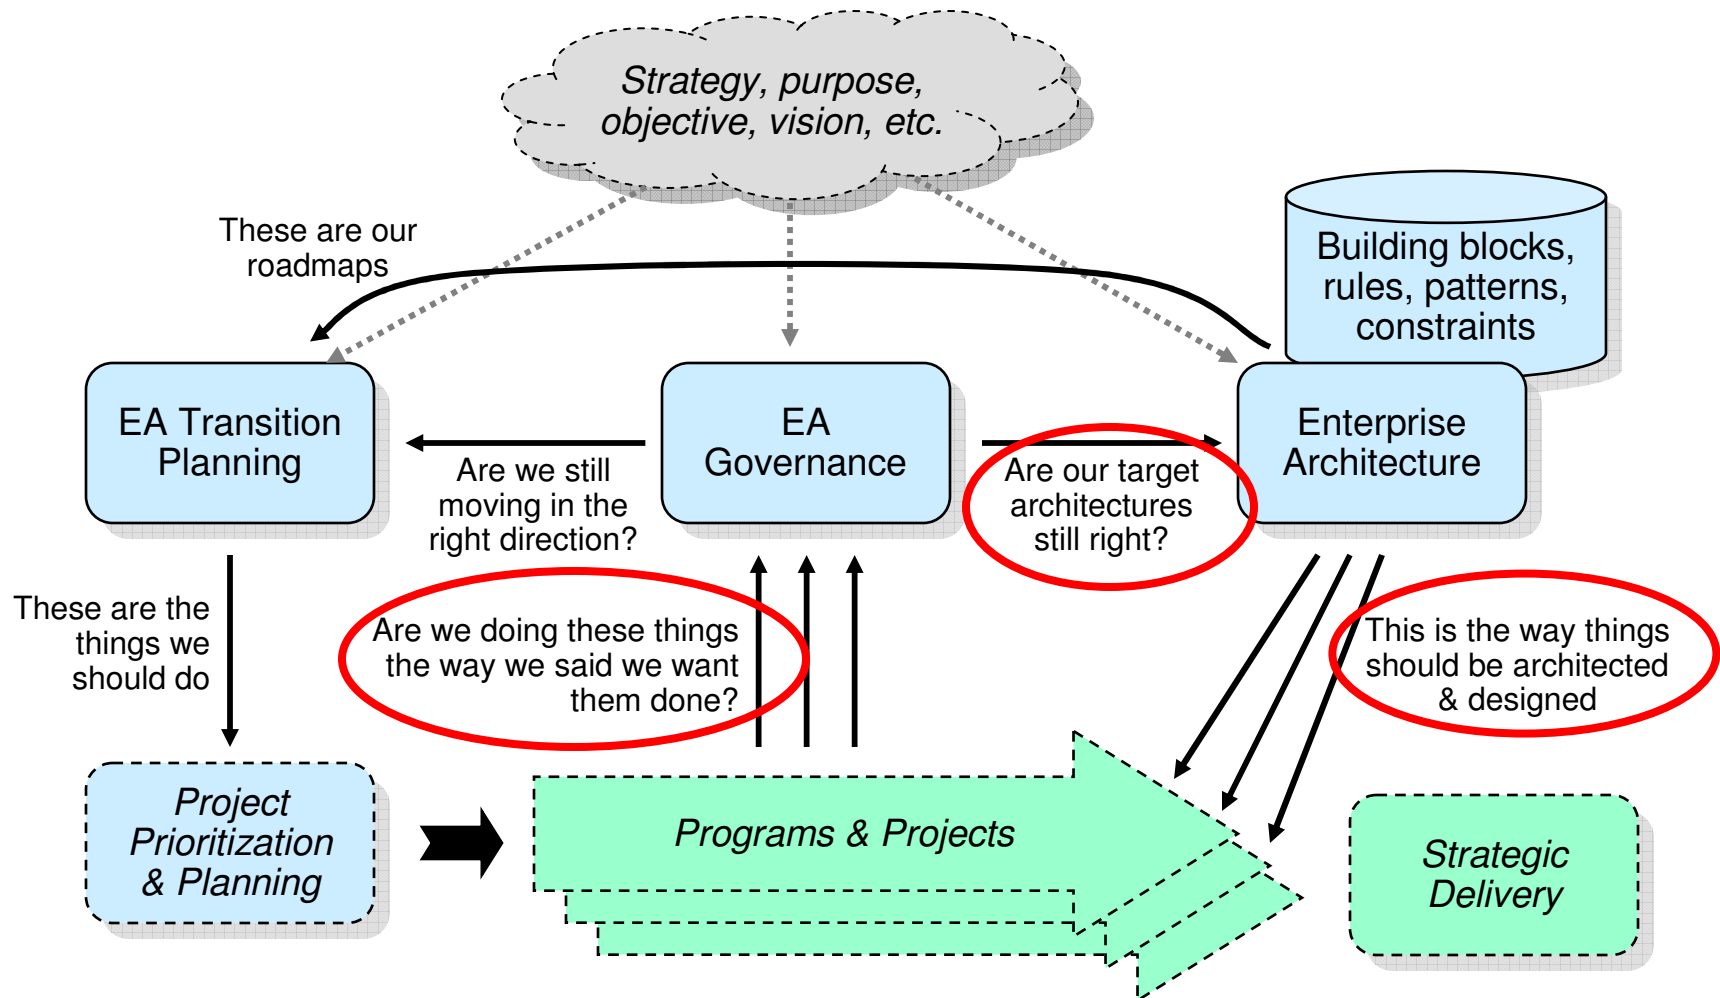 Strategy, purpose,
objective, vision, etc.
These are our
roadmaps
Building blocks,
rules, patterns,
constraints
EA Transition
Planning
EA
Governance
Enterprise
Architecture
Are we still
moving in the
right direction?
Are our target
architectures
still right?
These are the
things we
should do
Are we doing these things
the way we said we want
them done?
This is the way things
should be architected
& designed
Project
Prioritization
& Planning
Programs & Projects
Strategic
Delivery